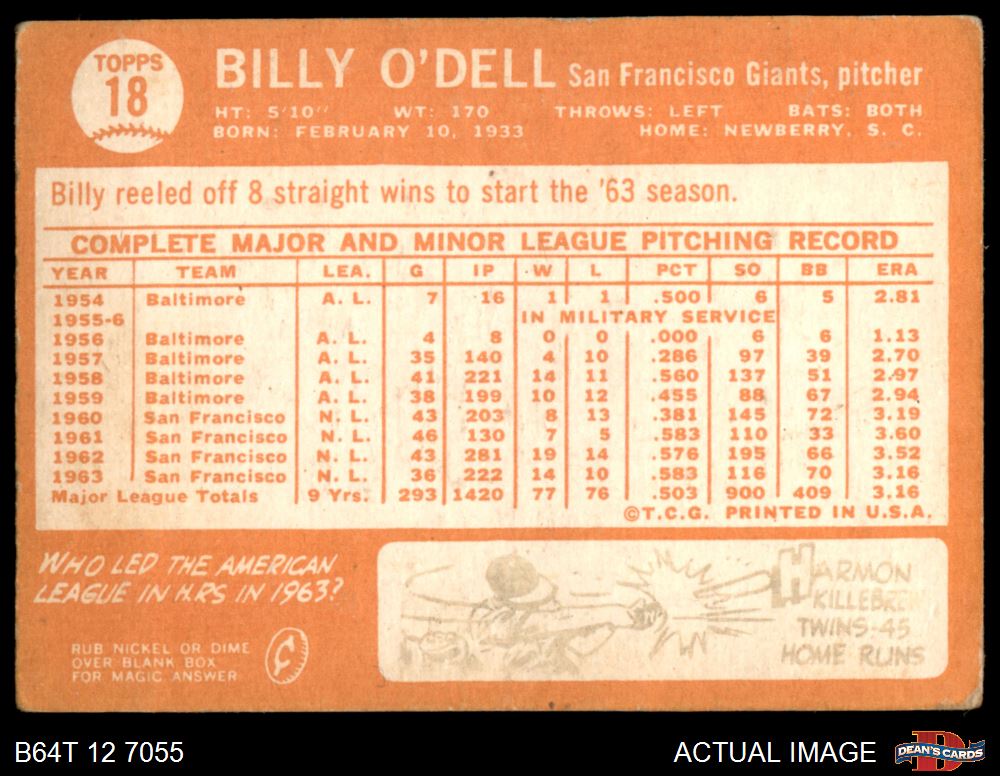 TOPPS
18
BILLY O'DELL San Francisco Giants, pitcher
HT: 5'10" WT: 170 THROWS: LEFT BATS: BOTH
BORN: FEBRUARY 10, 1933 HOME: NEWBERRY, S. C.
Billy reeled off 8 straight wins to start the '63 season.
COMPLETE MAJOR AND MINOR LEAGUE PITCHING RECORD
YEAR TEAM LEA. G IP W L PCT SO BB ERA
1954 Baltimore A. L. 7 16 1 1 .500 6 5 2.81
1955-6 IN MILITARY SERVICE
1956 Baltimore A. L. 4 8 0 0 .000 6 6 1.13
1957 Baltimore A. L. 35 140 4 10 .286 97 39 2.70
1958 Baltimore A. L. 41 221 14 11 .560 137 51 2.97
1959 Baltimore A. L. 38 199 10 12 .455 88 67 2.94
1960 San Francisco N. L. 43 203 8 13 .381 145 72 3.19
1961 San Francisco N. L. 46 130 7 5 .583 110 33 3.60
1962 San Francisco N. L. 43 281 19 14 .576 195 66 3.52
1963 San Francisco N. L. 36 222 14 10 .583 116 70 3.16
Major League Totals 9 Yrs. 293 1420 77 76 .503 900 409 3.16
©T.C.G. PRINTED IN U.S.A.
WHO LED THE AMERICAN
LEAGUE IN H.RS IN 1963?
RUB NICKEL OR DIME
OVER BLANK BOX
FOR MAGIC ANSWER
HARMON
KILLEBREW
TWINS-45
HOME RUNS
B64T 12 7055 ACTUAL IMAGE
D
DEAN'S CARDS